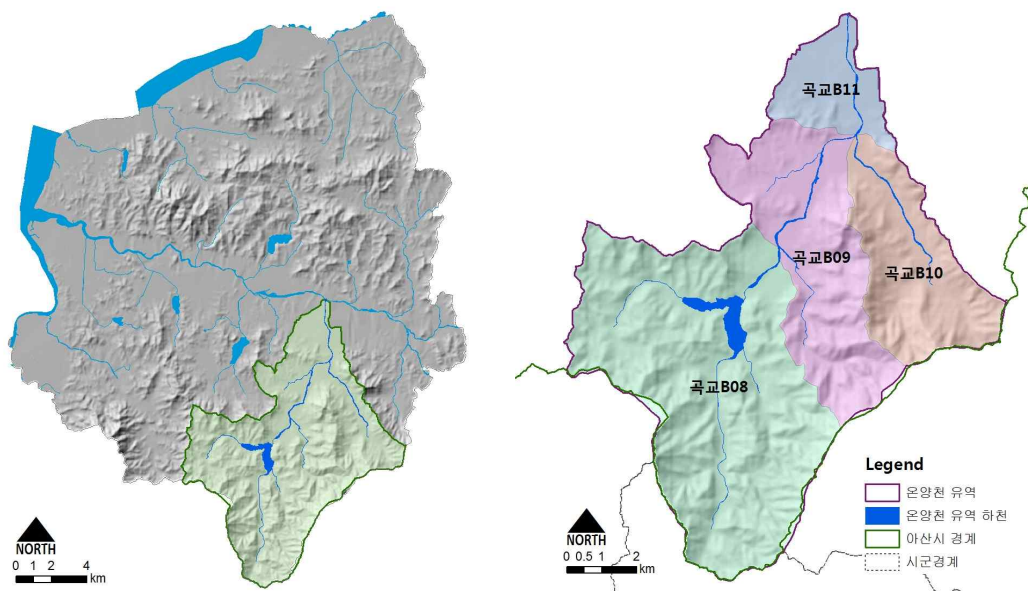 NORTH
0 1 2 4
km
곡교B11
곡교B09
곡교B10
곡교B08
NORTH
0 0.5 1 2
km
Legend
온양천 유역
온양천 유역 하천
아산시 경계
시군경계